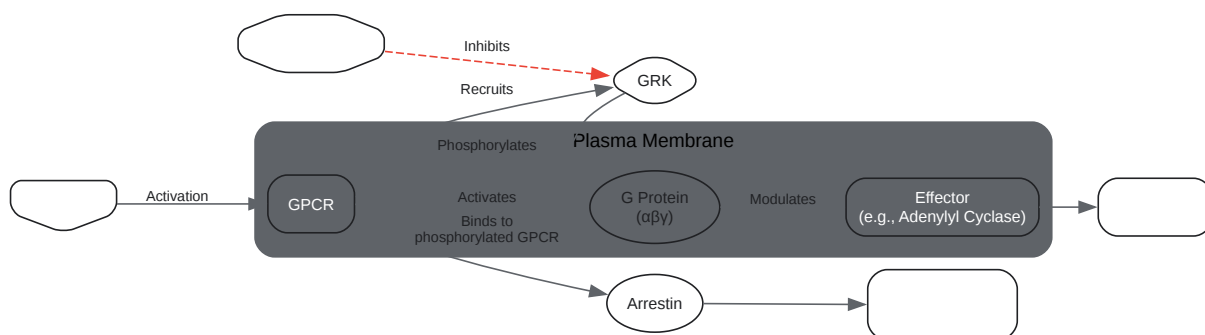 Inhibits
GRK
Recruits
Plasma Membrane
Phosphorylates
Activation
GPCR
Activates
G Protein
(αβγ)
Modulates
Effector
(e.g., Adenylyl Cyclase)
Binds to
phosphorylated GPCR
Arrestin